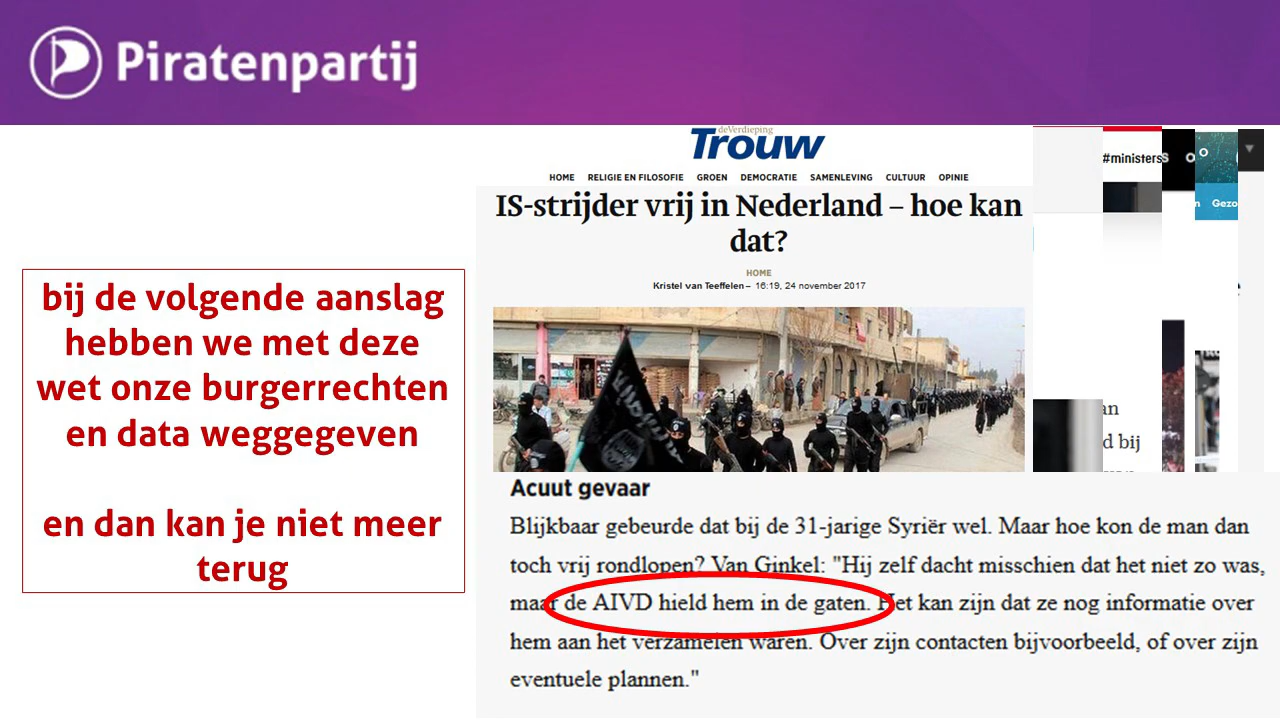 Piratenpartij
deVerdieping
Trouw
HOME RELIGIE EN FILOSOFIE GROEN DEMOCRATIE SAMENLEVING CULTUUR OPINIE
IS-strijder vrij in Nederland – hoe kan
dat?
HOME
Kristel van Teeffelen – 16:19, 24 november 2017
#ministers
Gezo
an
d bij
bij de volgende aanslag
hebben we met deze
wet onze burgerrechten
en data weggegeven
en dan kan je niet meer
terug
Acuut gevaar
Blijkbaar gebeurde dat bij de 31-jarige Syriër wel. Maar hoe kon de man dan
toch vrij rondlopen? Van Ginkel: "Hij zelf dacht misschien dat het niet zo was,
maar de AIVD hield hem in de gaten. Het kan zijn dat ze nog informatie over
hem aan het verzamelen waren. Over zijn contacten bijvoorbeeld, of over zijn
eventuele plannen."